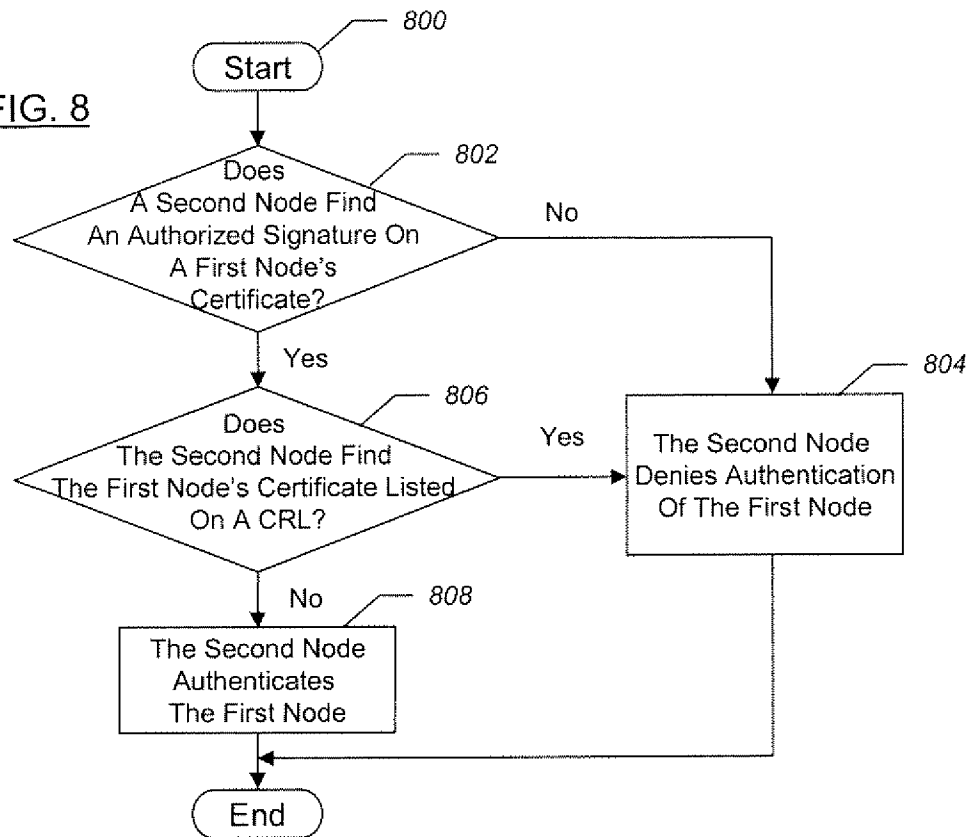 800
Start
FIG. 8
802
Does
A Second Node Find
An Authorized Signature On
A First Node's
Certificate?
No
Yes
804
806
Does
The Second Node Find
The First Node's Certificate Listed
On A CRL?
Yes
The Second Node
Denies Authentication
Of The First Node
No
808
The Second Node
Authenticates
The First Node
End